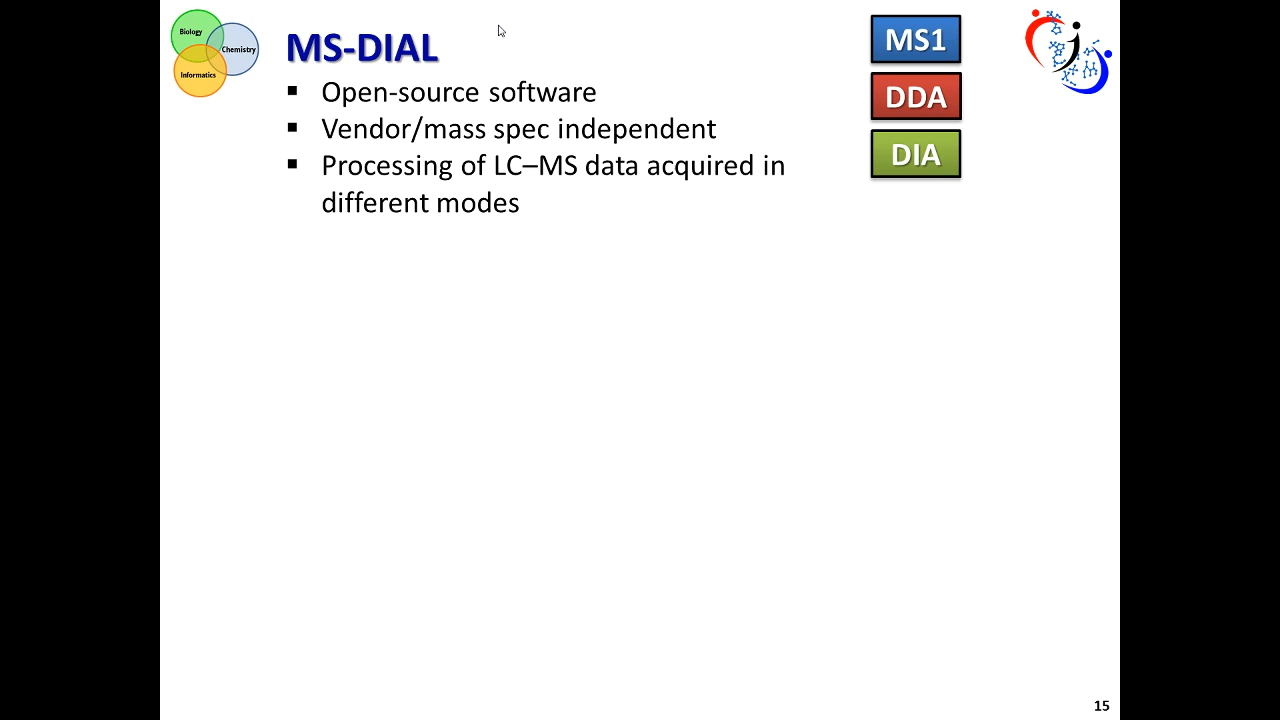 Biology
Chemistry
Informatics
MS-DIAL
▪ Open-source software
▪ Vendor/mass spec independent
▪ Processing of LC–MS data acquired in
different modes
MS1
DDA
DIA
15